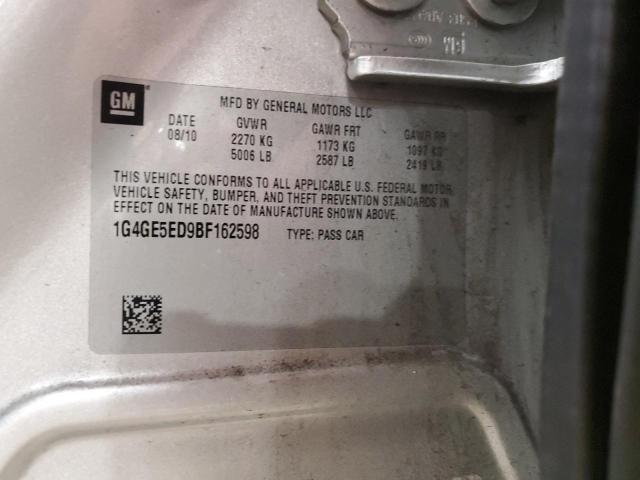 GM
MFD BY GENERAL MOTORS LLC
DATE GVWR GAWR FRT GAWR RR
08/10 2270 KG 1173 KG 1097 KG
5006 LB 2587 LB 2419 LB
THIS VEHICLE CONFORMS TO ALL APPLICABLE U.S. FEDERAL MOTOR
VEHICLE SAFETY, BUMPER, AND THEFT PREVENTION STANDARDS IN
EFFECT ON THE DATE OF MANUFACTURE SHOWN ABOVE.
1G4GE5ED9BF162598 TYPE: PASS CAR